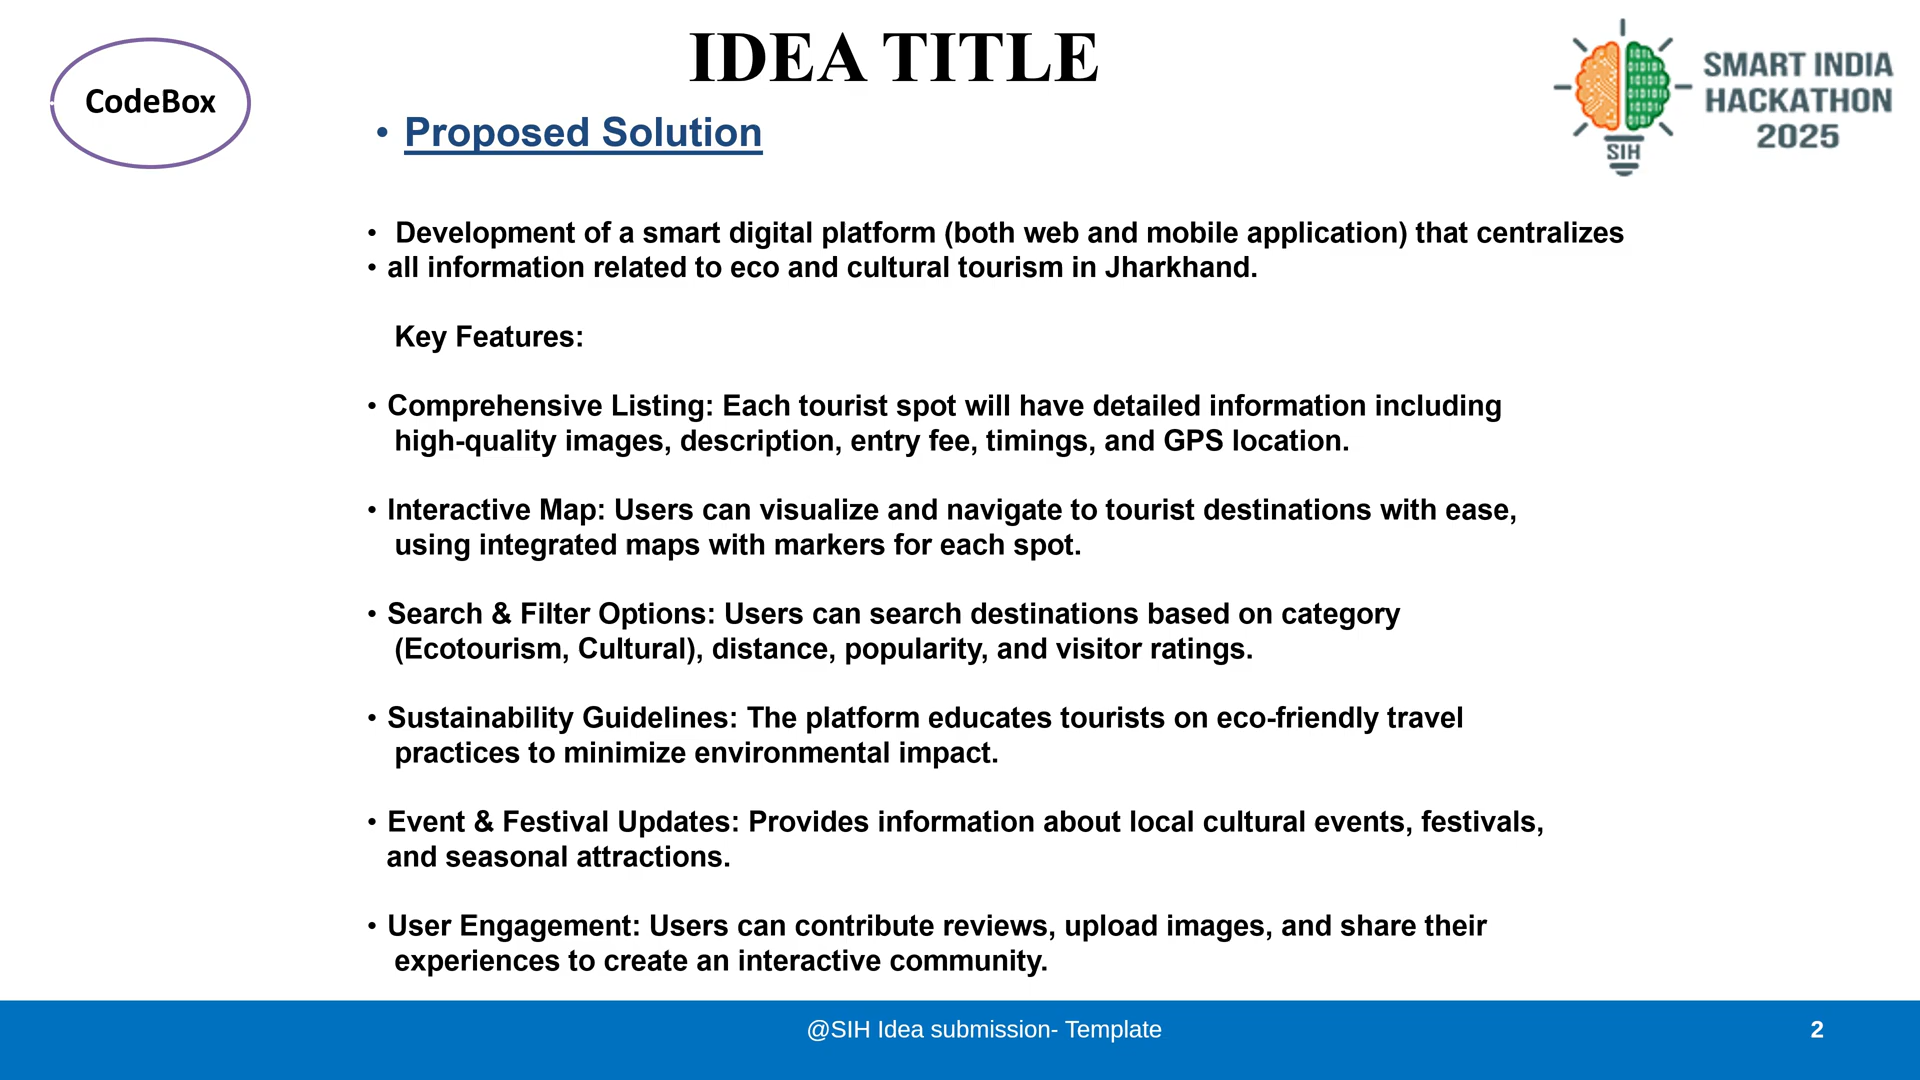 CodeBox
IDEA TITLE
SMART INDIA
HACKATHON
2025
SIH
• Proposed Solution
• Development of a smart digital platform (both web and mobile application) that centralizes
• all information related to eco and cultural tourism in Jharkhand.
Key Features:
• Comprehensive Listing: Each tourist spot will have detailed information including
high-quality images, description, entry fee, timings, and GPS location.
• Interactive Map: Users can visualize and navigate to tourist destinations with ease,
using integrated maps with markers for each spot.
• Search & Filter Options: Users can search destinations based on category
(Ecotourism, Cultural), distance, popularity, and visitor ratings.
• Sustainability Guidelines: The platform educates tourists on eco-friendly travel
practices to minimize environmental impact.
• Event & Festival Updates: Provides information about local cultural events, festivals,
and seasonal attractions.
• User Engagement: Users can contribute reviews, upload images, and share their
experiences to create an interactive community.
@SIH Idea submission- Template
2